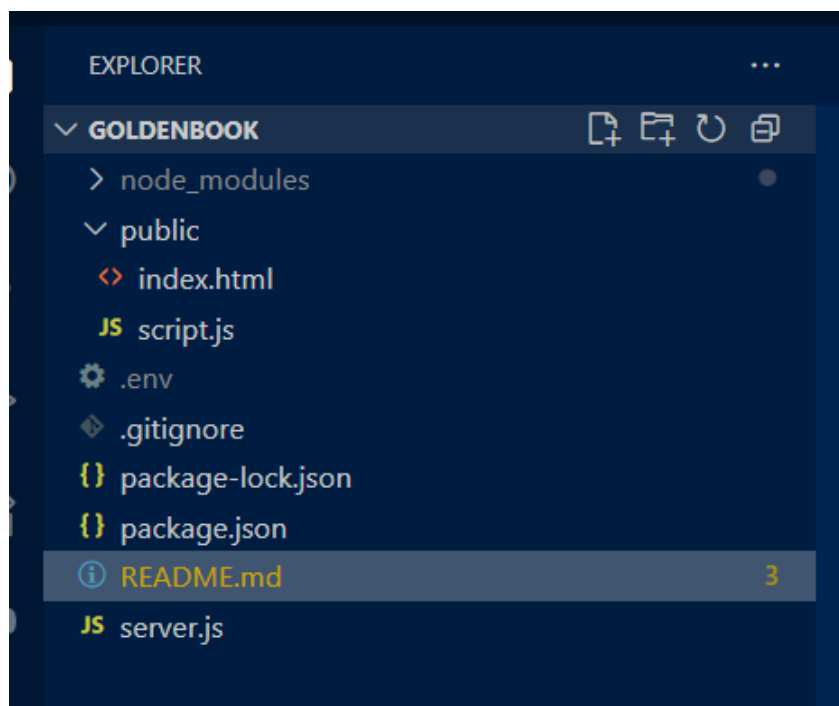 EXPLORER
GOLDENBOOK
node_modules
public
index.html
JS script.js
.env
.gitignore
{} package-lock.json
{} package.json
README.md 3
JS server.js